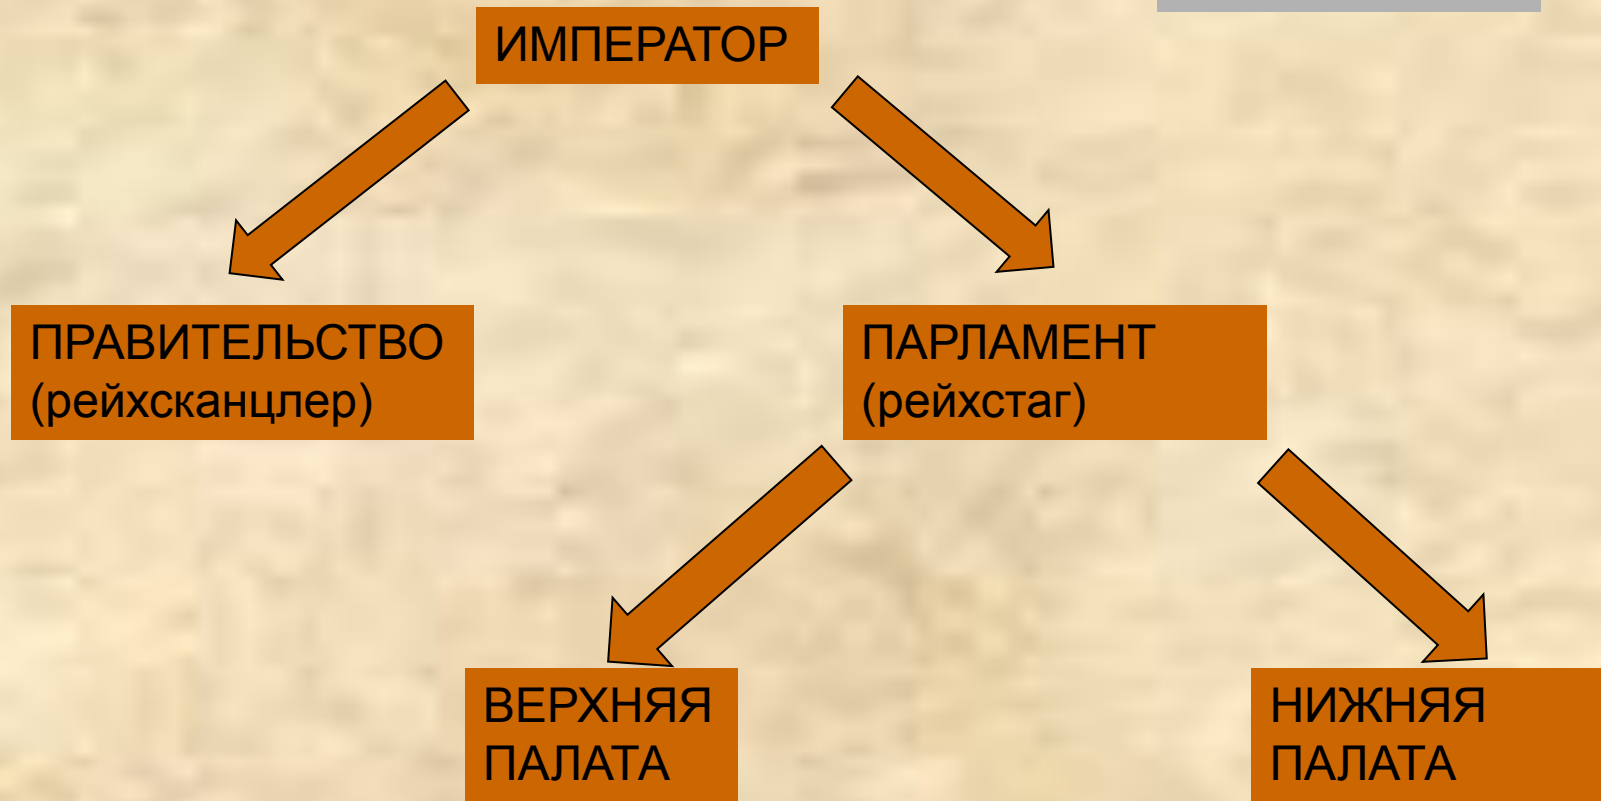 ИМПЕРАТОР
ПРАВИТЕЛЬСТВО
(рейхсканцлер)
ПАРЛАМЕНТ
(рейхстаг)
ВЕРХНЯЯ
ПАЛАТА
НИЖНЯЯ
ПАЛАТА